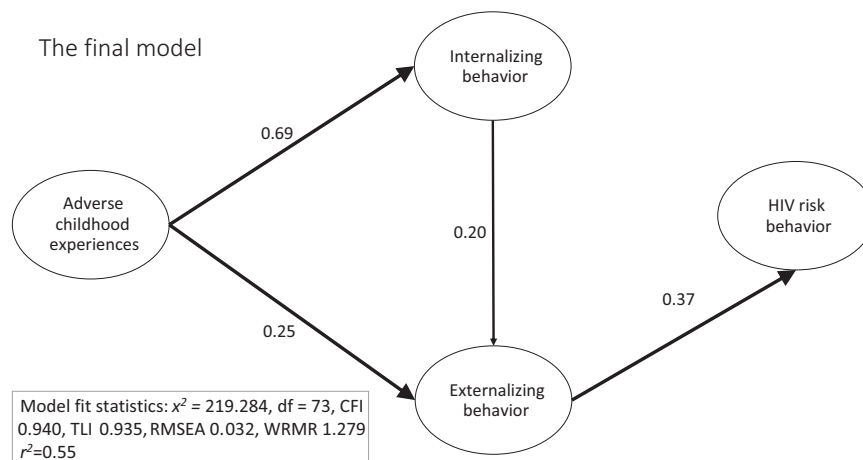 The final model
Internalizing
behavior
0.69
Adverse
childhood
experiences
HIV risk
behavior
0.20
0.37
0.25
Externalizing
behavior
Model fit statistics: x² = 219.284, df = 73, CFI
0.940, TLI 0.935, RMSEA 0.032, WRMR 1.279
r²=0.55